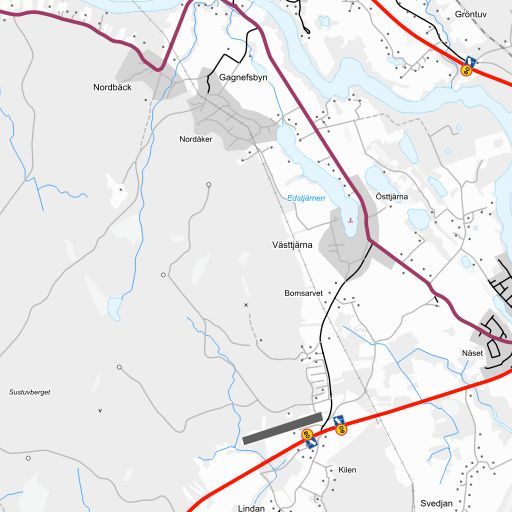 Gröntuv
Gagnefsbyn
Nordbäck
Nordåker
Edstjärnen
Östtjärna
Västtjärna
Bomsarvet
Näset
Sustuvberget
v
Kilen
Lindan
Svedjan